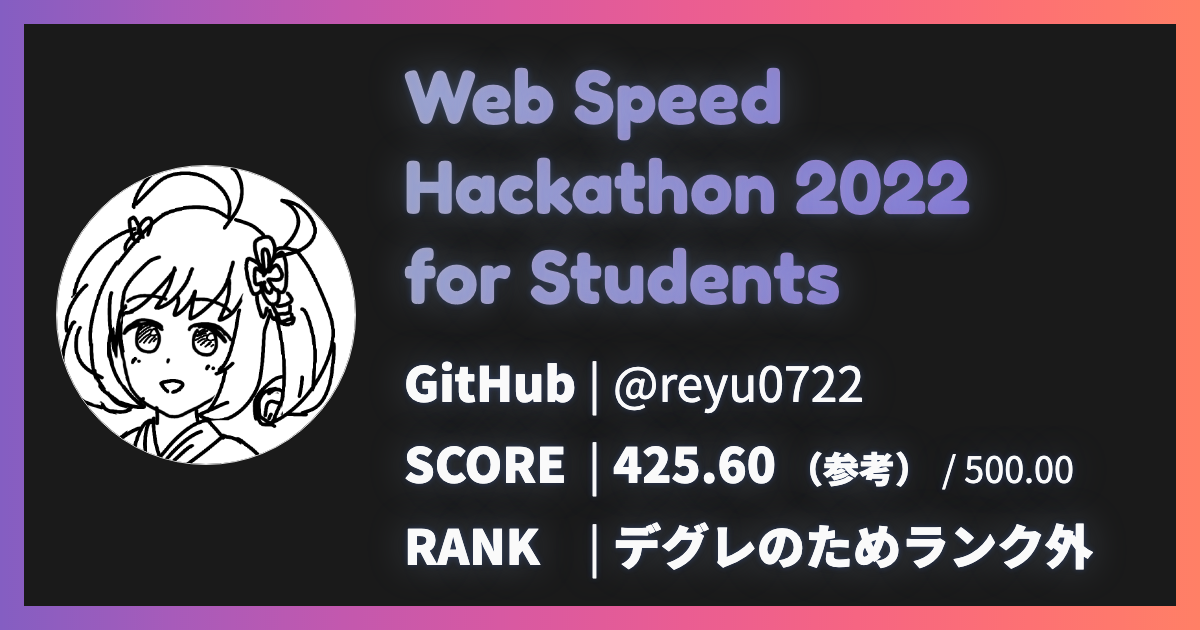 Web Speed
Hackathon 2022
for Students
GitHub | @reyu0722
SCORE | 425.60 （参考） / 500.00
RANK | デグレのためランク外